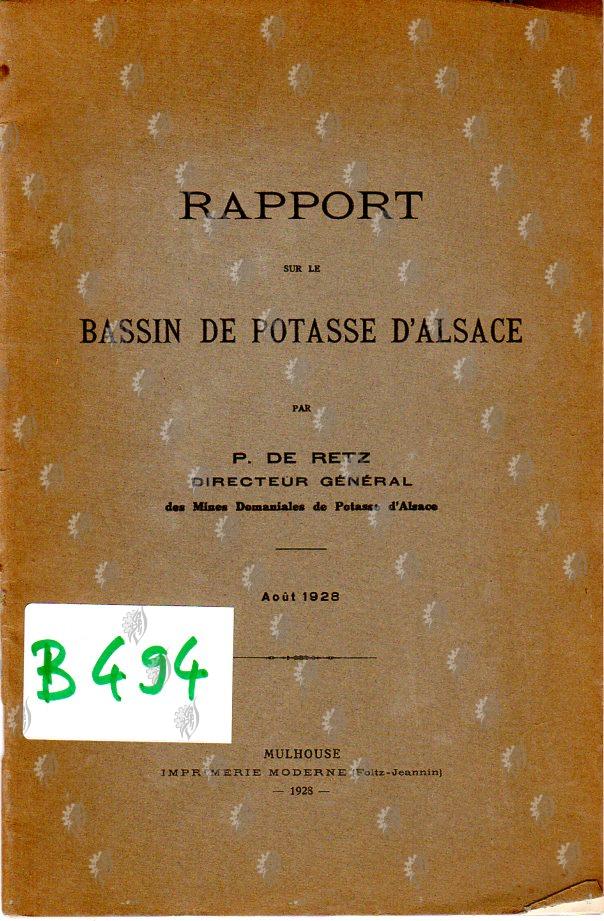 RAPPORT
SUR LE
BASSIN DE POTASSE D'ALSACE
PAR
P. DE RETZ
DIRECTEUR GÉNÉRAL
des Mines Domaniales de Potasse d'Alsace
Août 1928
B 494
MULHOUSE
IMPRIMERIE MODERNE (Foltz-Jeannin)
— 1928 —